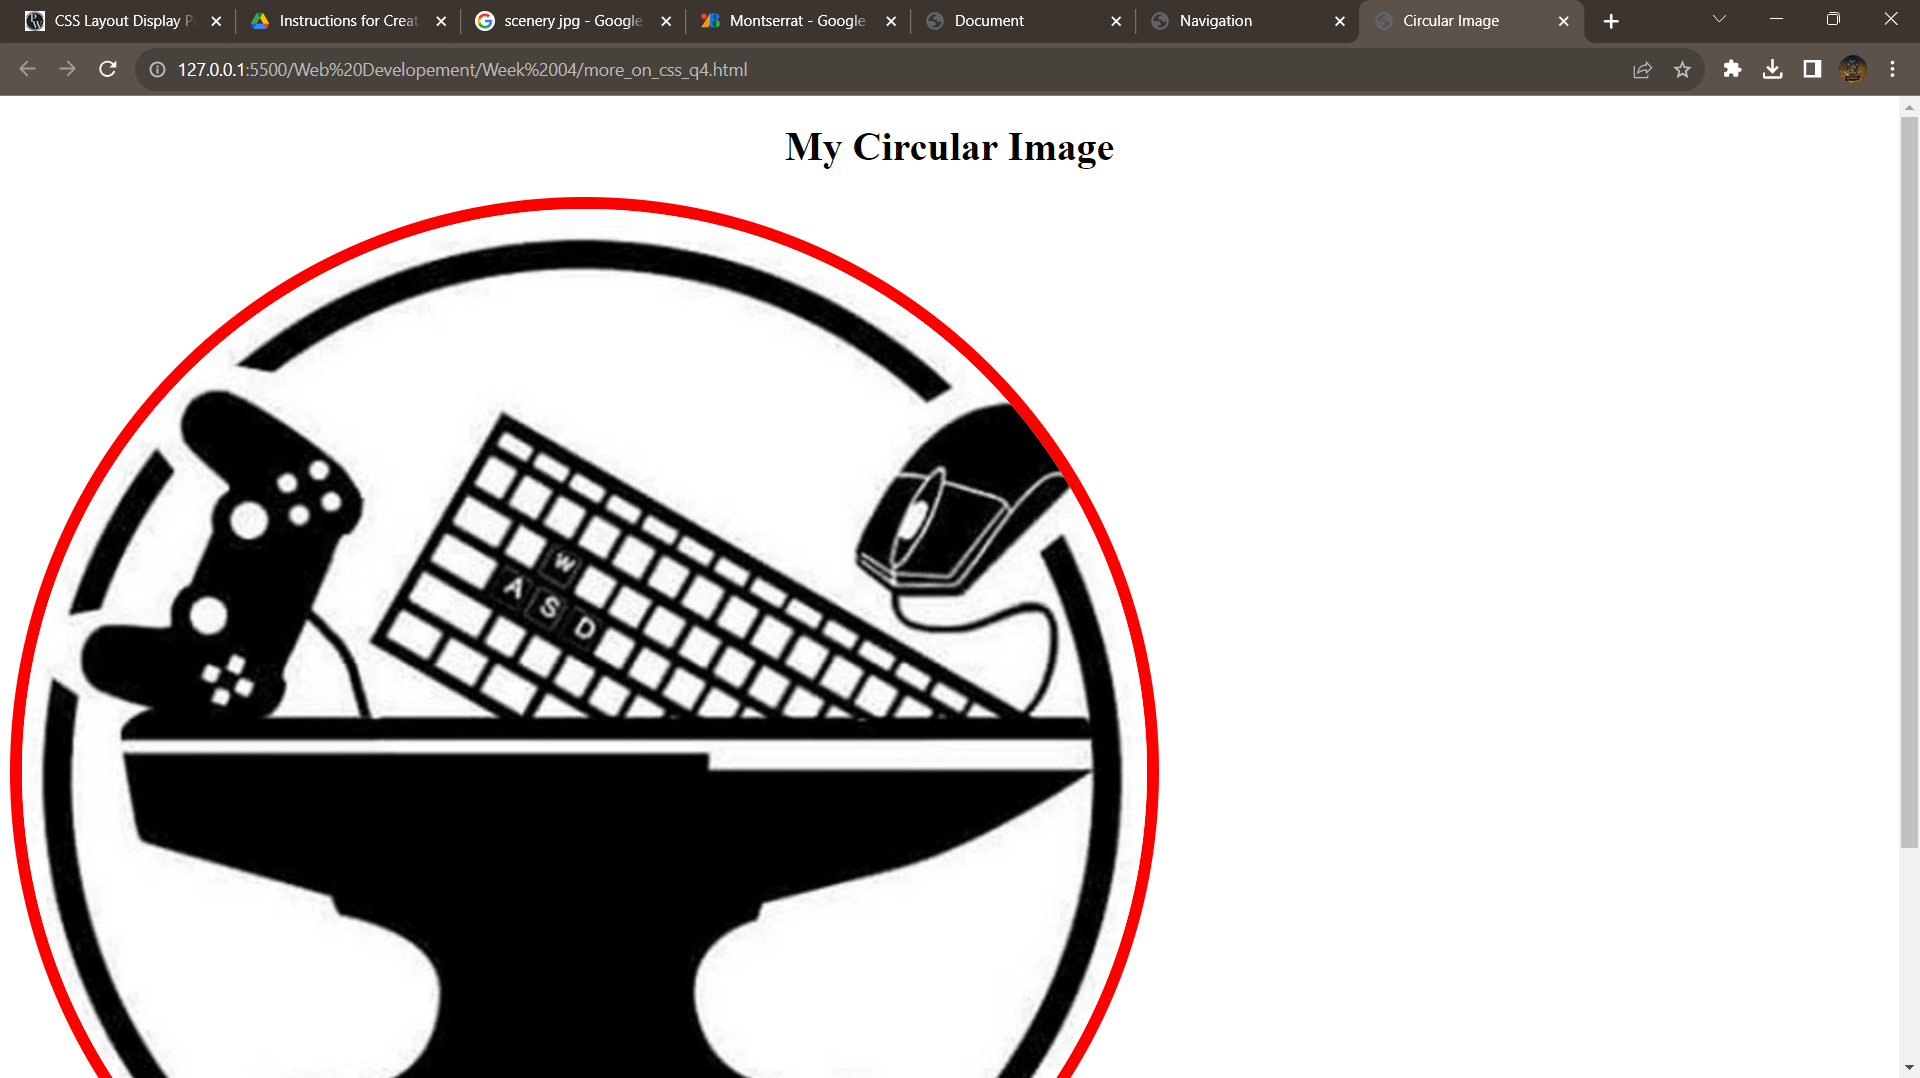 CSS Layout Display P
Instructions for Creat
scenery jpg - Google
Montserrat - Google
Document
Navigation
Circular Image
127.0.0.1:5500/Web%20Developement/Week%2004/more_on_css_q4.html
My Circular Image
W
A S D